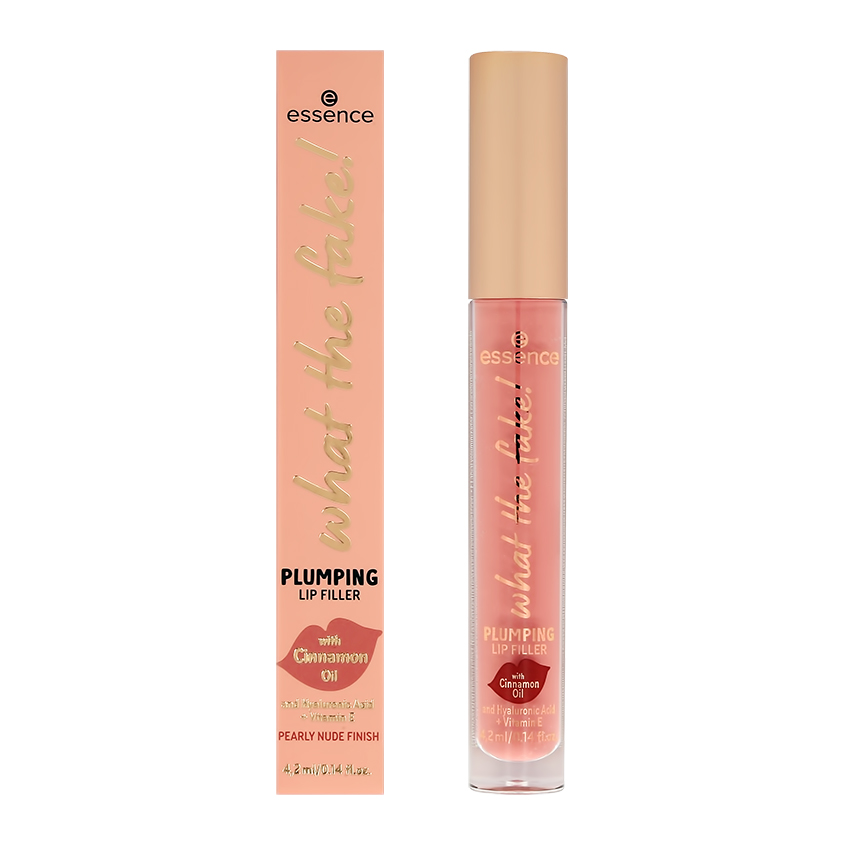 essence
what the fake!
PLUMPING
LIP FILLER
with
Cinnamon
Oil
and Hyaluronic Acid
+ Vitamin E
PEARLY NUDE FINISH
4.2 ml/0.14 fl.oz.
essence
what the fake!
PLUMPING
LIP FILLER
with
Cinnamon
Oil
and Hyaluronic Acid
+ Vitamin E
4.2 ml/0.14 fl.oz.